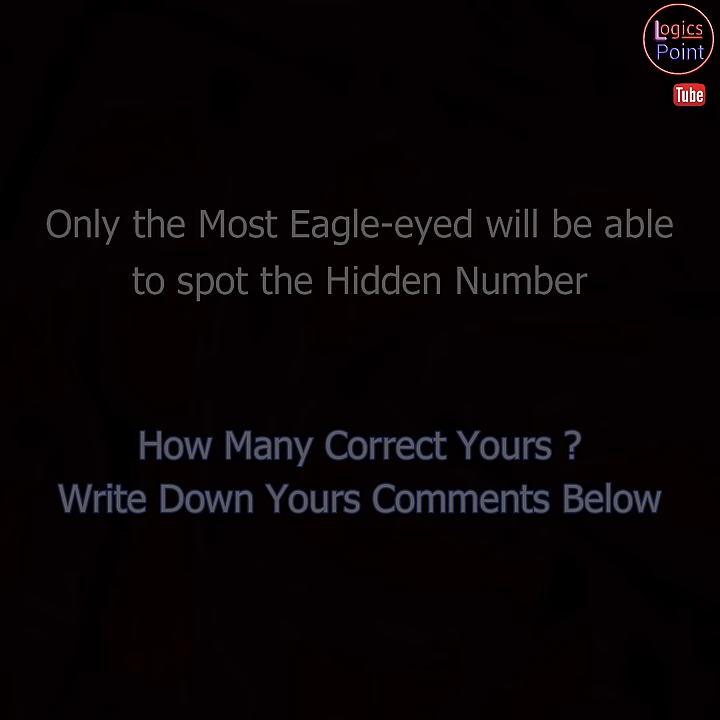 Logics
Point
Tube
Only the Most Eagle-eyed will be able
to spot the Hidden Number
How Many Correct Yours ?
Write Down Yours Comments Below